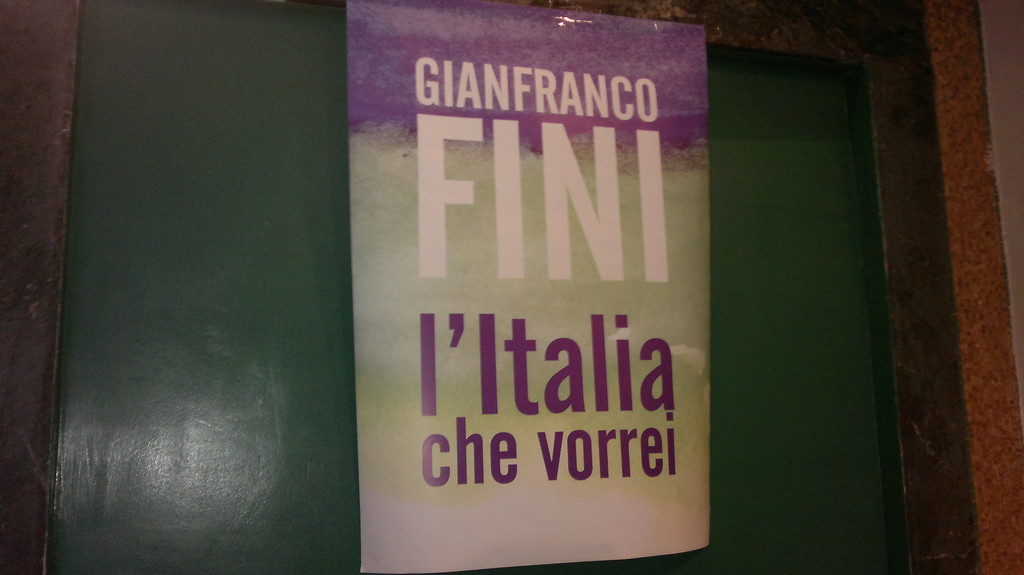 GIANFRANCO
FINI
l'Italia
che vorrei